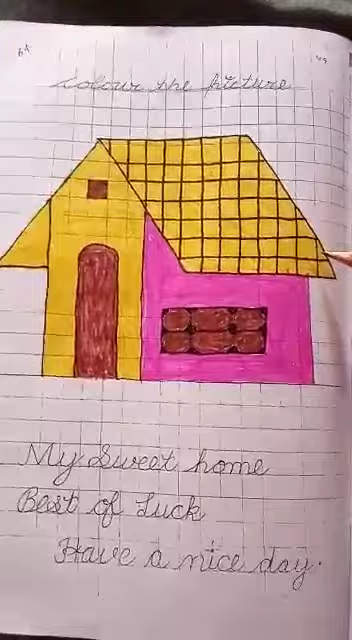 Colour the picture
My Sweet home
Best of Luck
Have a nice day.